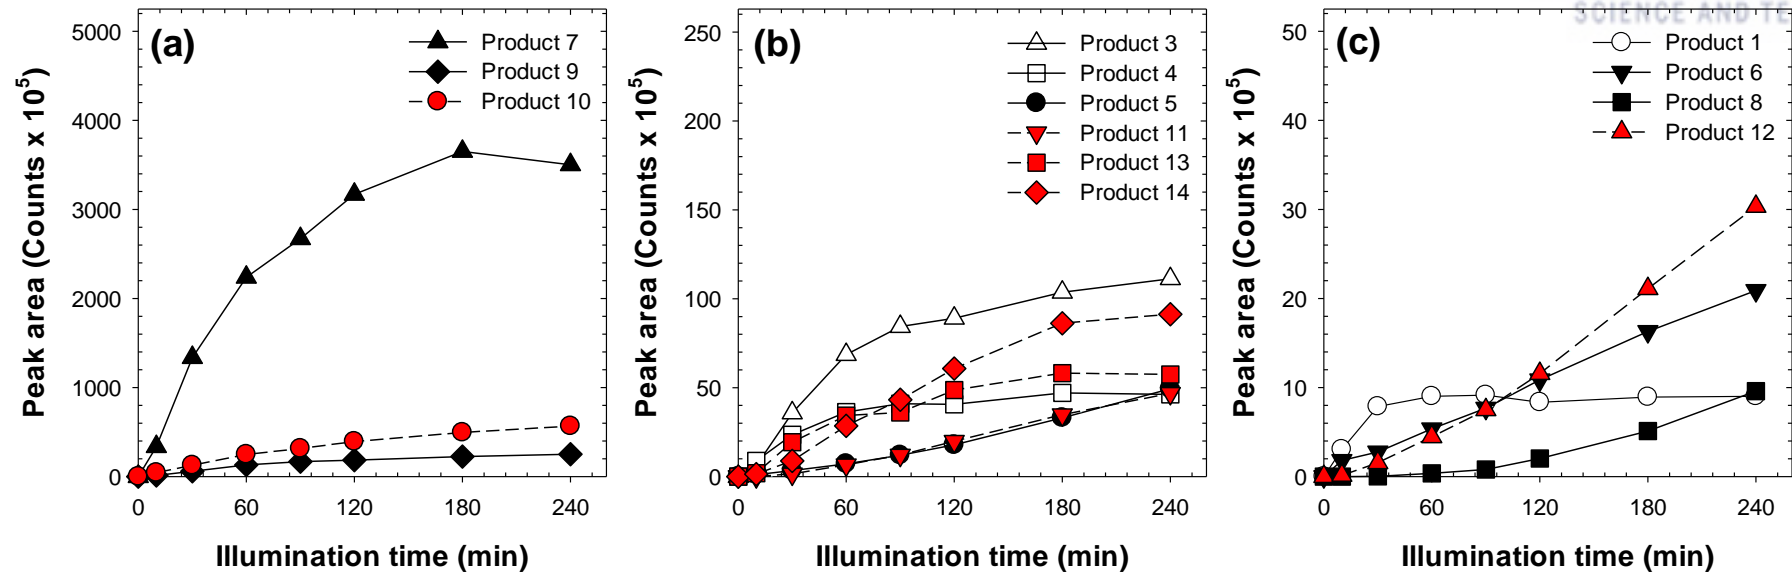 SCIENCE AND TE
(a)
Product 7
Product 9
Product 10
5000
4000
3000
2000
1000
0
Peak area (Counts x 10⁵)
0 60 120 180 240
Illumination time (min)
(b)
Product 3
Product 4
Product 5
Product 11
Product 13
Product 14
250
200
150
100
50
0
Peak area (Counts x 10⁵)
0 60 120 180 240
Illumination time (min)
(c)
Product 1
Product 6
Product 8
Product 12
50
40
30
20
10
0
Peak area (Counts x 10⁵)
0 60 120 180 240
Illumination time (min)